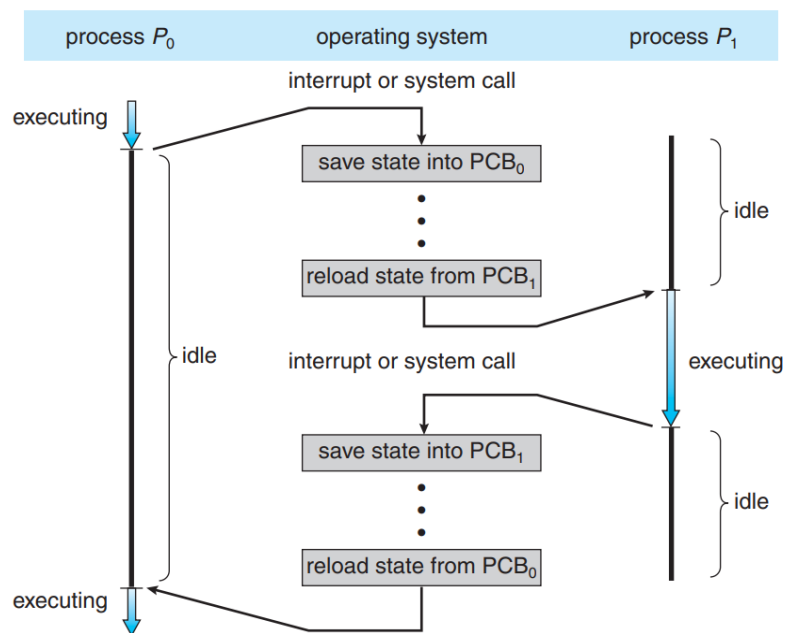 process P₀ operating system process P₁
interrupt or system call
executing
save state into PCB₀
idle
reload state from PCB₁
idle
interrupt or system call
executing
save state into PCB₁
idle
reload state from PCB₀
executing